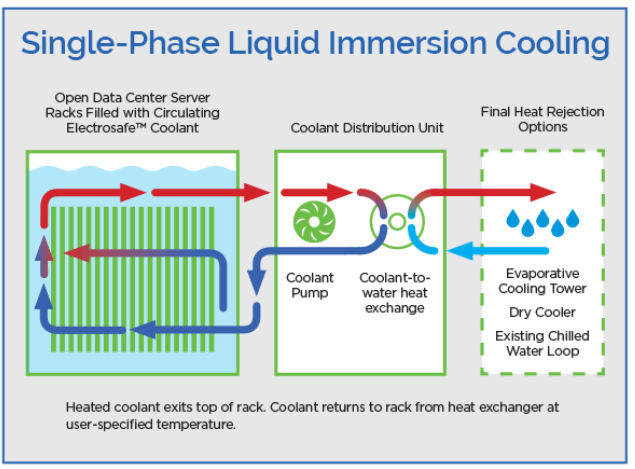 Single-Phase Liquid Immersion Cooling
Open Data Center Server
Racks Filled with Circulating
Electrosafe™ Coolant
Coolant Distribution Unit
Final Heat Rejection
Options
Coolant
Pump
Coolant-to-
water heat
exchange
Evaporative
Cooling Tower
Dry Cooler
Existing Chilled
Water Loop
Heated coolant exits top of rack. Coolant returns to rack from heat exchanger at
user-specified temperature.